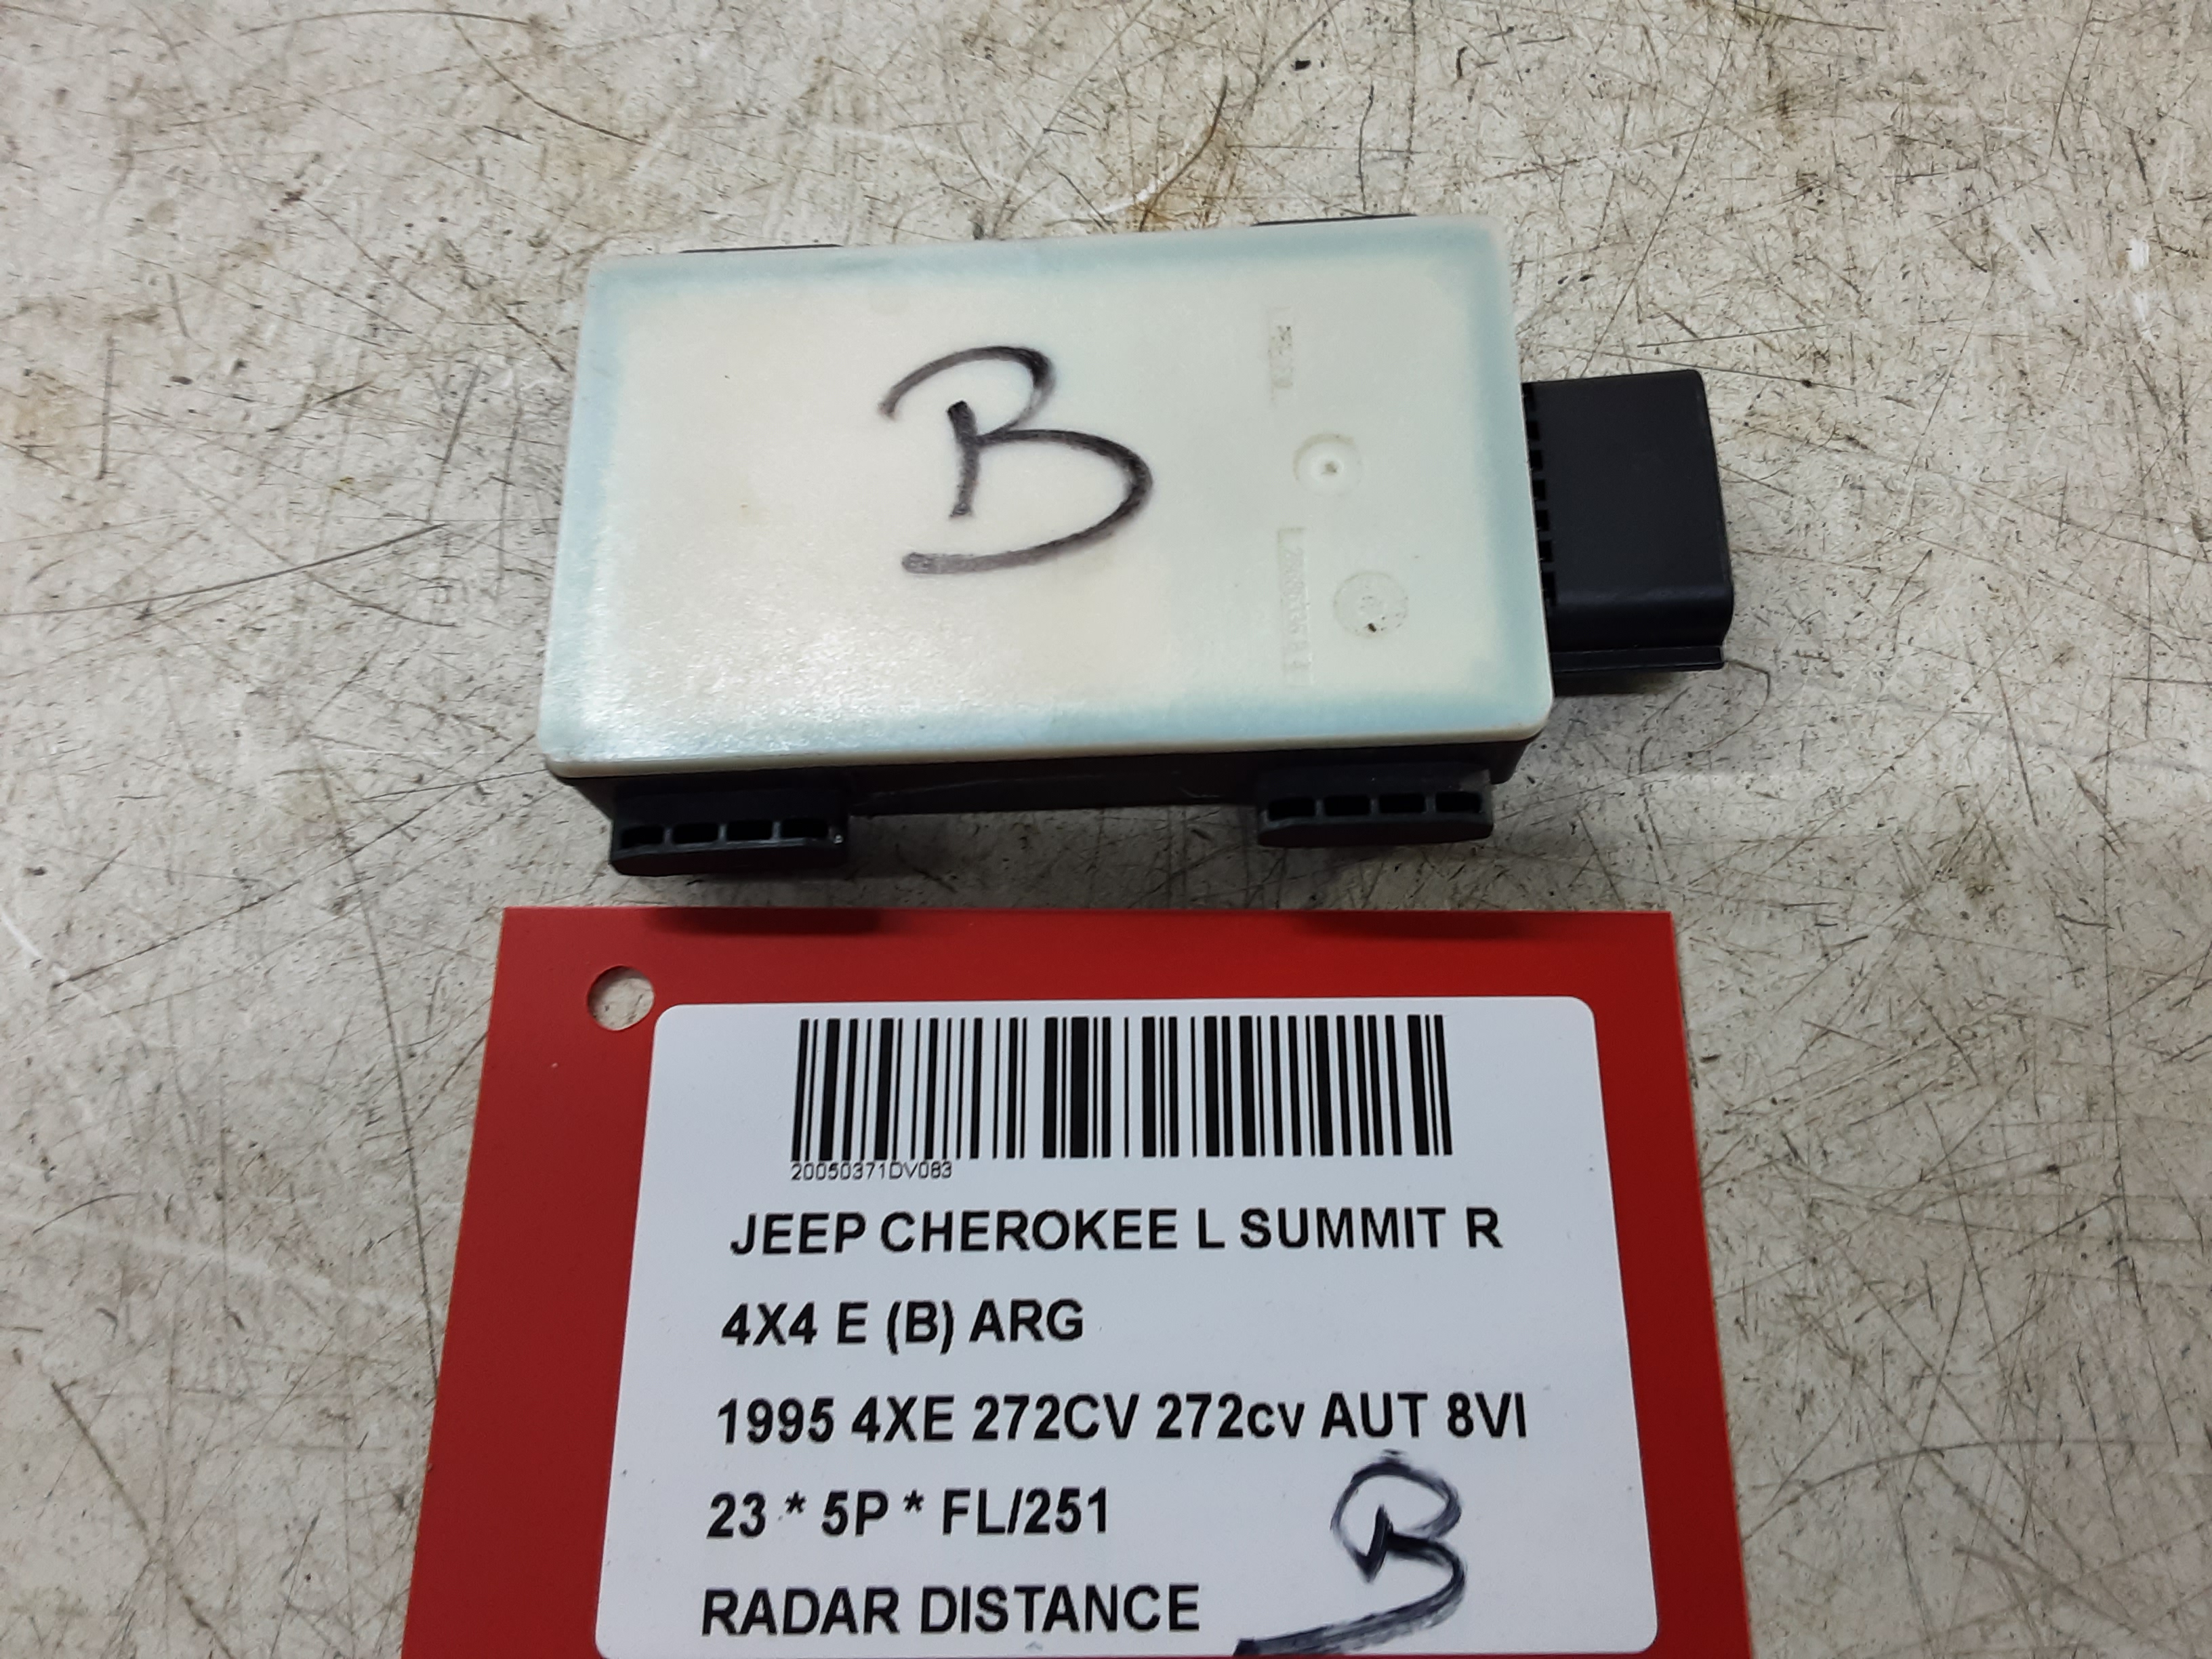 B
20050371DV083
JEEP CHEROKEE L SUMMIT R
4X4 E (B) ARG
1995 4XE 272CV 272cv AUT 8VI
23 * 5P * FL/251
B
RADAR DISTANCE